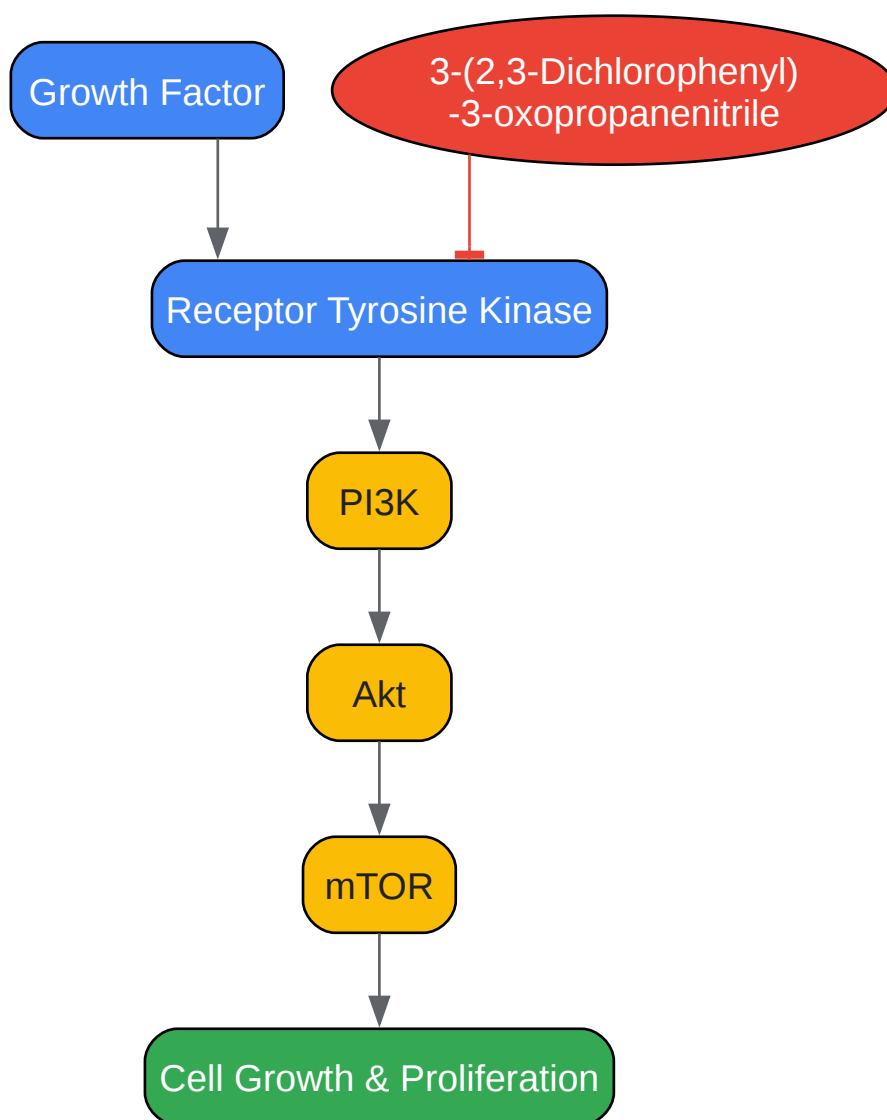 Growth Factor
3-(2,3-Dichlorophenyl)
-3-oxopropanenitrile
Receptor Tyrosine Kinase
PI3K
Akt
mTOR
Cell Growth & Proliferation